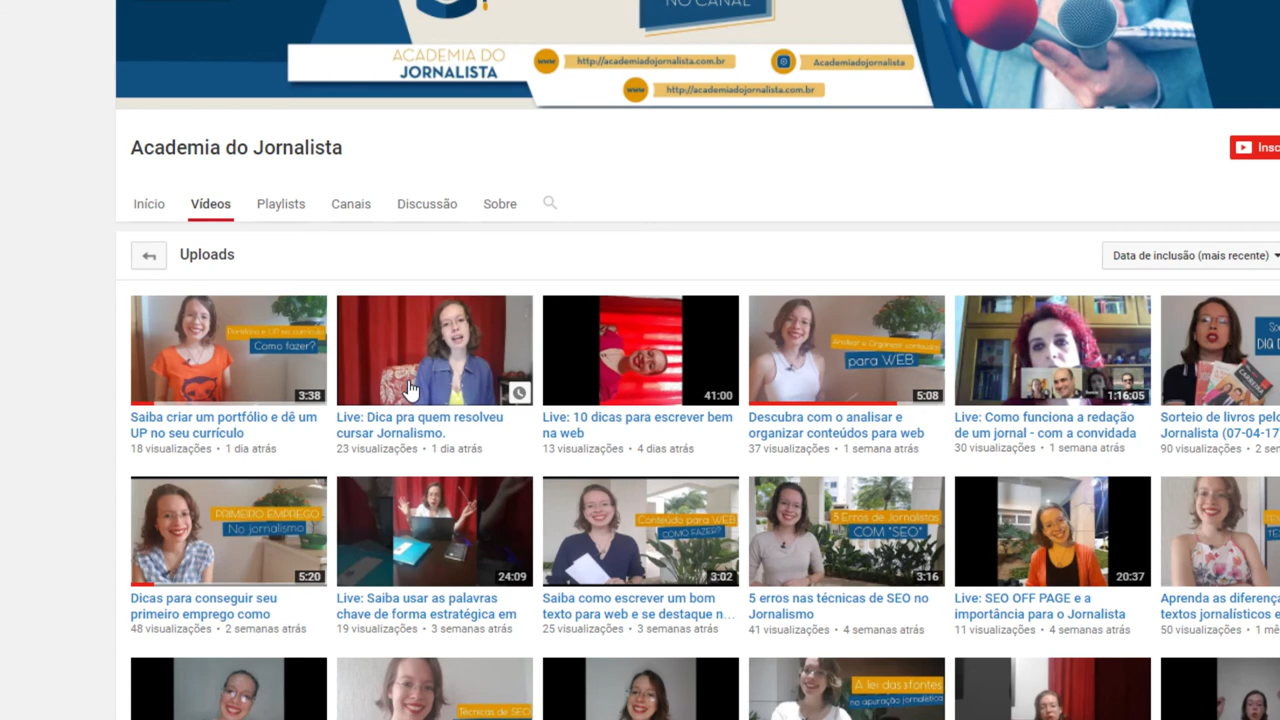 NO CANAL
ACADEMIA DO
JORNALISTA
http://academiadojornalista.com.br
Academiadojornalista
http://academiadojornalista.com.br
Academia do Jornalista
Início
Vídeos
Playlists
Canais
Discussão
Sobre
Uploads
Data de inclusão (mais recente)
Portfólio e UP no currículo
Como fazer?
3:38
41:00
Analisar e Organizar conteúdos
para WEB
5:08
1:16:05
Saiba criar um portfólio e dê um
UP no seu currículo
18 visualizações • 1 dia atrás
Live: Dica pra quem resolveu
cursar Jornalismo.
23 visualizações • 1 dia atrás
Live: 10 dicas para escrever bem
na web
13 visualizações • 4 dias atrás
Descubra com o analisar e
organizar conteúdos para web
37 visualizações • 1 semana atrás
Live: Como funciona a redação
de um jornal - com a convidada
30 visualizações • 1 semana atrás
Sorteio de livros
Jornalista (07-04-17
90 visualizações •
PRIMEIRO EMPREGO
No jornalismo
5:20
24:09
Conteúdo para WEB
COMO FAZER?
3:02
5 Erros de Jornalistas
COM "SEO"
3:16
20:37
Dicas para conseguir seu
primeiro emprego como
48 visualizações • 2 semanas atrás
Live: Saiba usar as palavras
chave de forma estratégica em
19 visualizações • 3 semanas atrás
Saiba como escrever um bom
texto para web e se destaque n...
25 visualizações • 3 semanas atrás
5 erros nas técnicas de SEO no
Jornalismo
41 visualizações • 4 semanas atrás
Live: SEO OFF PAGE e a
importância para o Jornalista
11 visualizações • 4 semanas atrás
Aprenda as
textos jornalísticos e
50 visualizações • 1
Técnicas de SEO
A lei das 3 fontes
na apuração jornalística